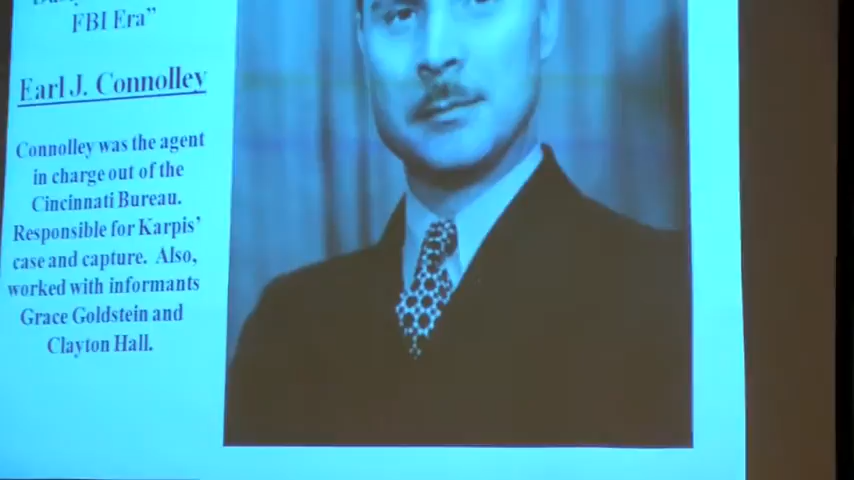 FBI Era”
Earl J. Connolley
Connolley was the agent
in charge out of the
Cincinnati Bureau.
Responsible for Karpis’
case and capture. Also,
worked with informants
Grace Goldstein and
Clayton Hall.